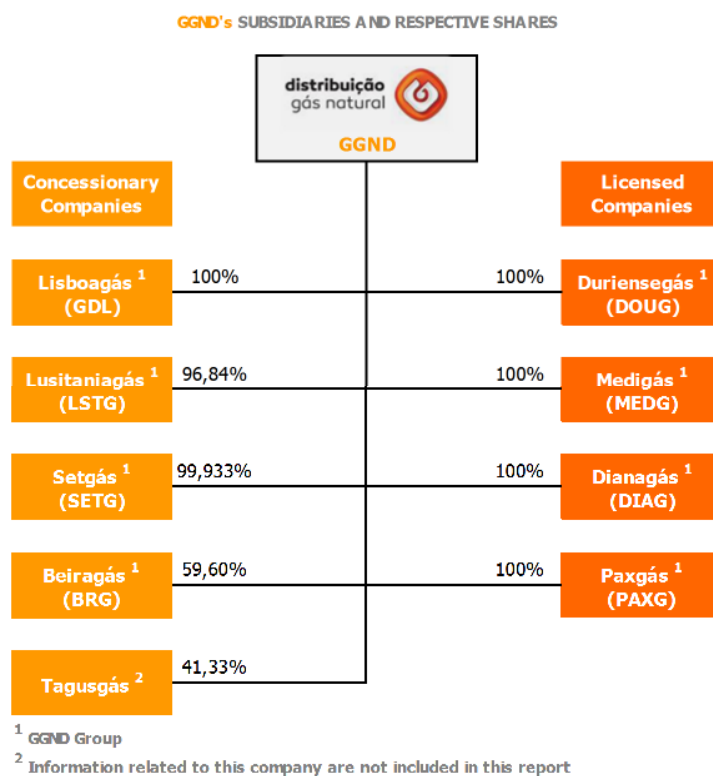 GGND's SUBSIDIARIES AND RESPECTIVE SHARES
distribuição
gás natural
GGND
Concessionary
Companies
Licensed
Companies
Lisboagás ¹
(GDL)
100%
100%
Duriensegás ¹
(DOUG)
Lusitaniagás ¹
(LSTG)
96,84%
100%
Medigás ¹
(MEDG)
Setgás ¹
(SETG)
99,933%
100%
Dianagás ¹
(DIAG)
Beiragás ¹
(BRG)
59,60%
100%
Paxgás ¹
(PAXG)
Tagusgás ²
41,33%
¹ GGND Group
² Information related to this company are not included in this report